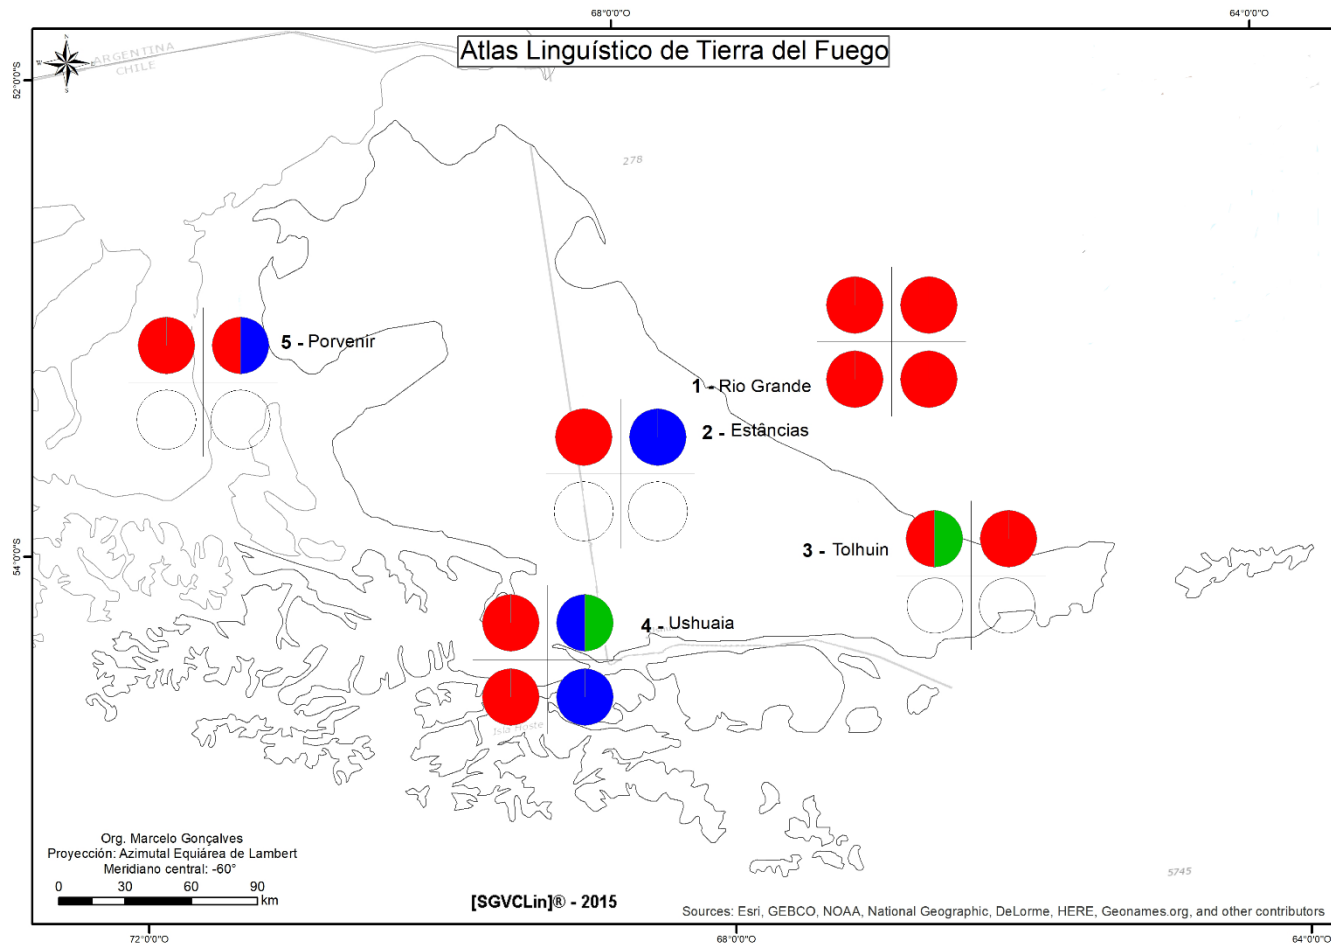 68°0'0"O
64°0'0"O
Atlas Linguístico de Tierra del Fuego
ARGENTINA
CHILE
N
W
E
S
52°0'0"S
278
5 - Porvenir
1 - Rio Grande
2 - Estâncias
54°0'0"S
3 - Tolhuin
4 - Ushuaia
Isla Hoste
Org. Marcelo Gonçalves
Proyección: Azimutal Equiárea de Lambert
Meridiano central: -60°
0 30 60 90
km
5745
[SGVCLin]® - 2015
Sources: Esri, GEBCO, NOAA, National Geographic, DeLorme, HERE, Geonames.org, and other contributors
72°0'0"O
68°0'0"O
64°0'0"O